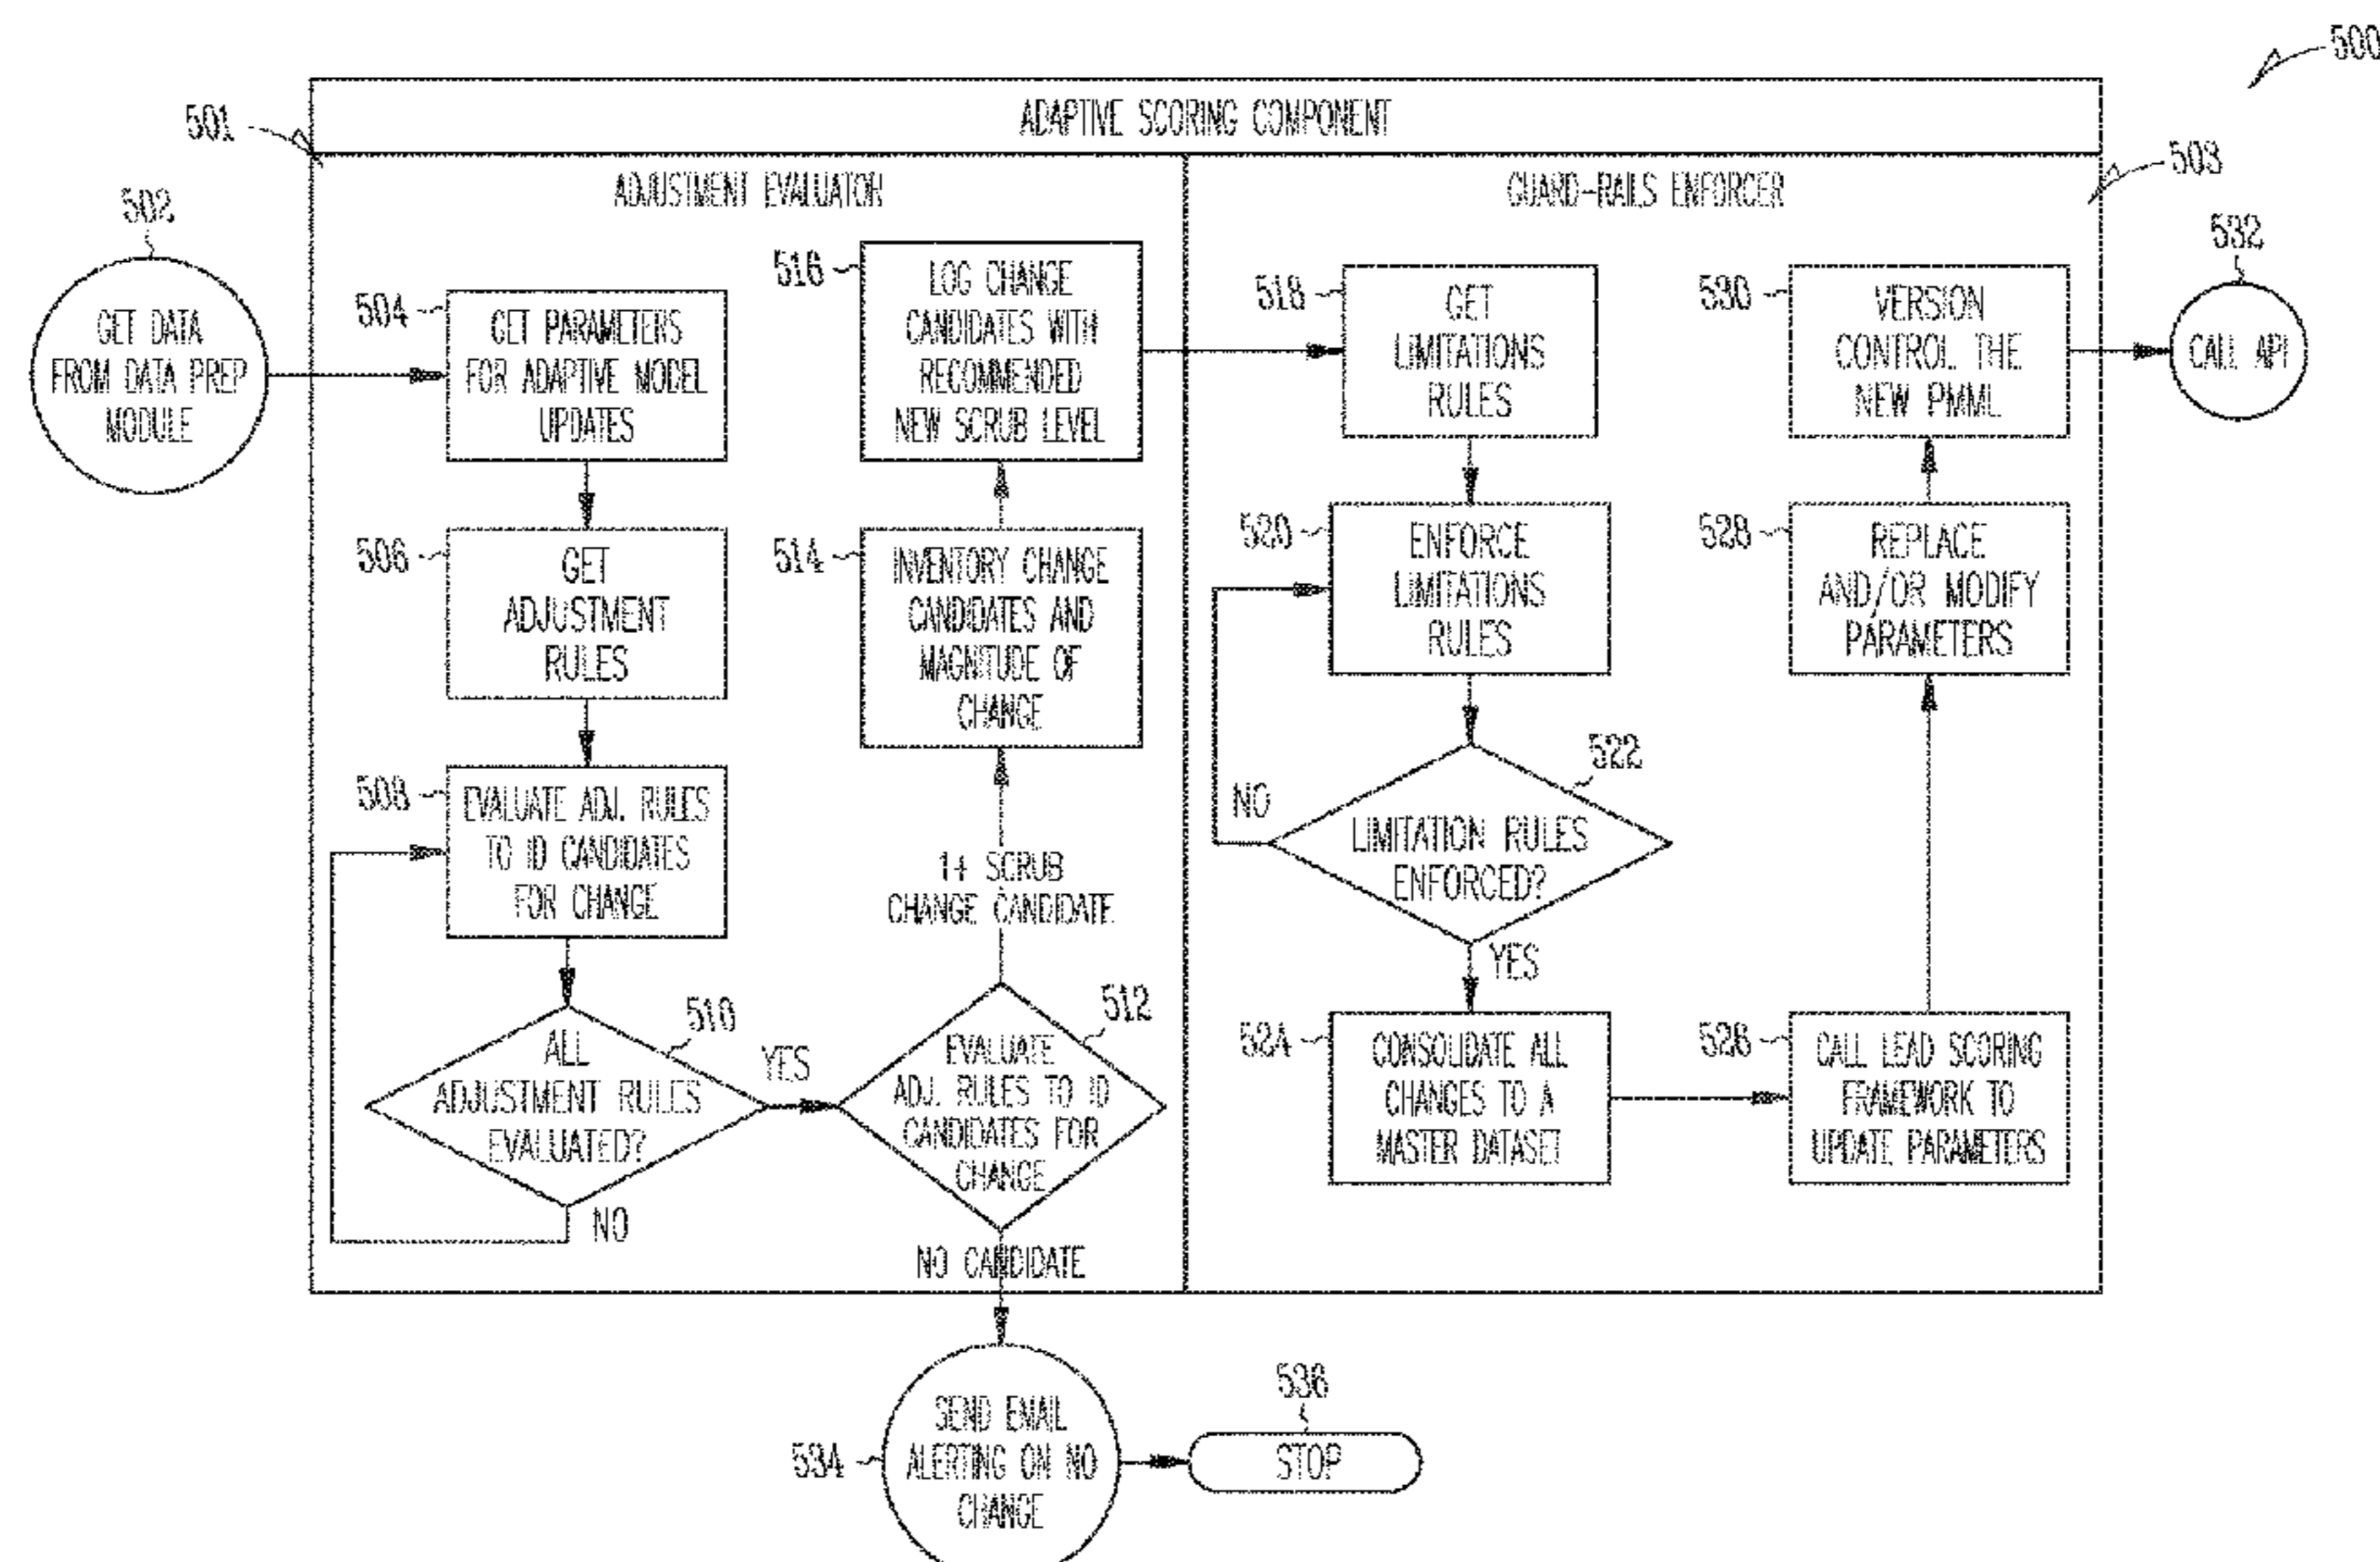 500
ADAPTIVE SCORING COMPONENT
501
503
ADJUSTMENT EVALUATOR
GUARD-RAILS ENFORCER
502
GET DATA
FROM DATA PREP
MODULE
504
GET PARAMETERS
FOR ADAPTIVE MODEL
UPDATES
506
GET
ADJUSTMENT
RULES
508
EVALUATE ADJ. RULES
TO ID CANDIDATES
FOR CHANGE
510
ALL
ADJUSTMENT RULES
EVALUATED?
NO
YES
512
EVALUATE
ADJ. RULES TO ID
CANDIDATES FOR
CHANGE
1+ SCRUB
CHANGE CANDIDATE
NO CANDIDATE
514
INVENTORY CHANGE
CANDIDATES AND
MAGNITUDE OF
CHANGE
516
LOG CHANGE
CANDIDATES WITH
RECOMMENDED
NEW SCRUB LEVEL
518
GET
LIMITATIONS
RULES
520
ENFORCE
LIMITATIONS
RULES
522
LIMITATION RULES
ENFORCED?
NO
YES
524
CONSOLIDATE ALL
CHANGES TO A
MASTER DATASET
526
CALL LEAD SCORING
FRAMEWORK TO
UPDATE PARAMETERS
528
REPLACE
AND/OR MODIFY
PARAMETERS
530
VERSION
CONTROL THE
NEW PMML
532
CALL API
534
SEND EMAIL
ALERTING ON NO
CHANGE
536
STOP